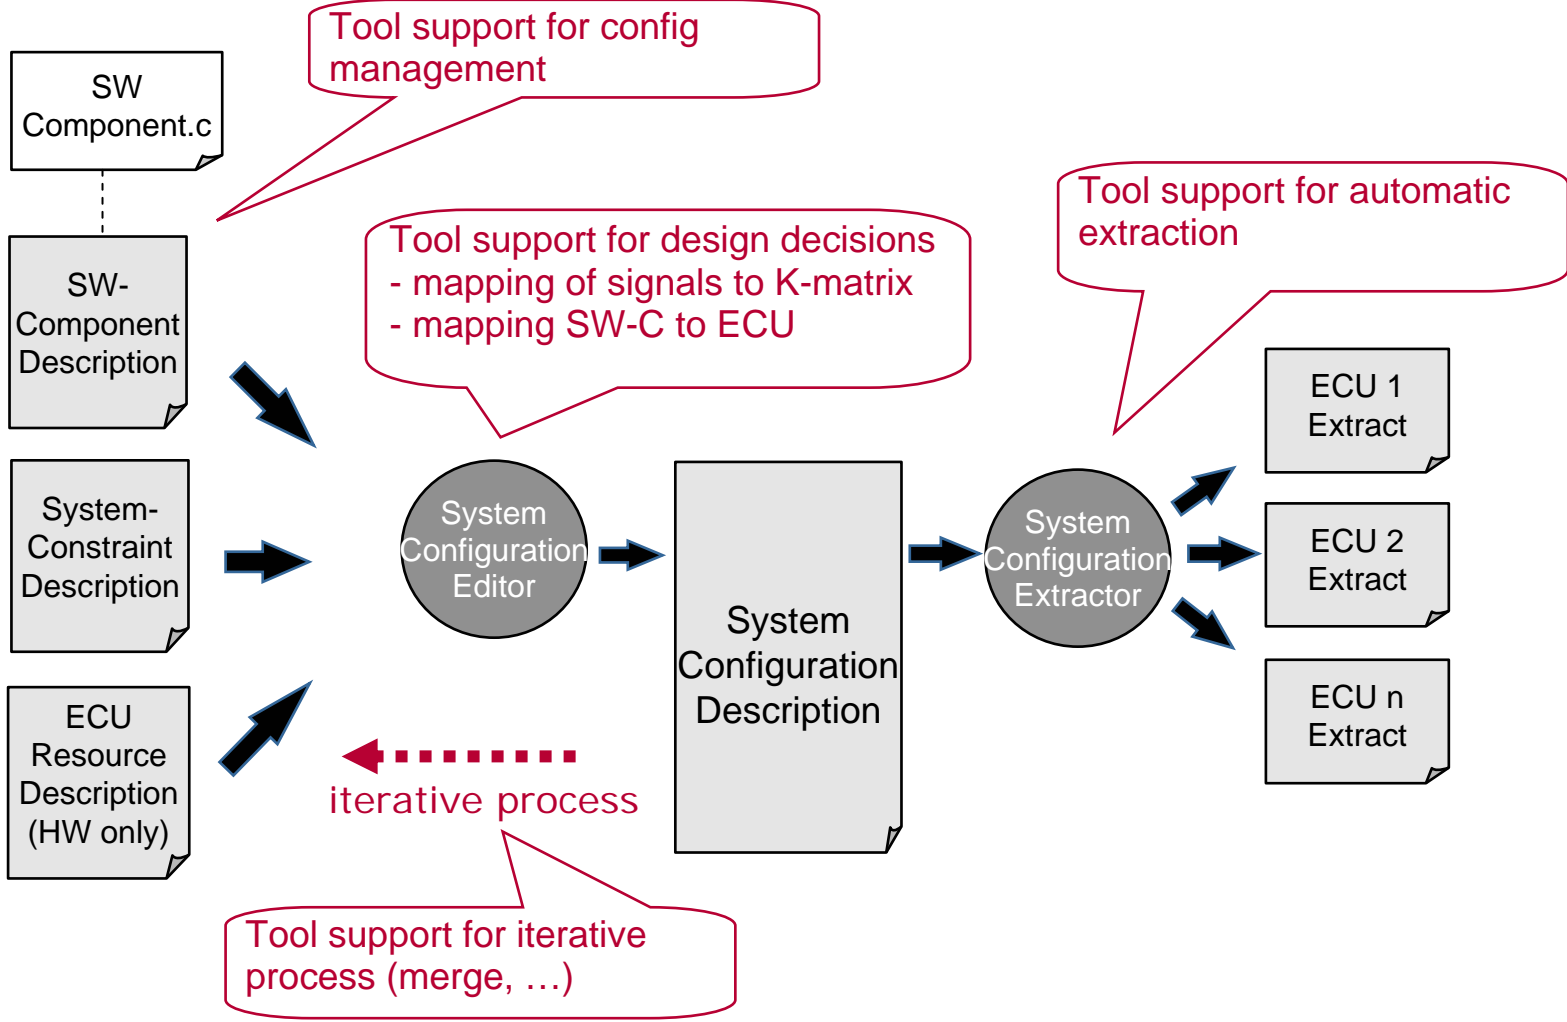 Tool support for config
management
SW
Component.c
Tool support for automatic
extraction
Tool support for design decisions
- mapping of signals to K-matrix
- mapping SW-C to ECU
SW-
Component
Description
ECU 1
Extract
System-
Constraint
Description
System
Configuration
Editor
System
Configuration
Description
System
Configuration
Extractor
ECU 2
Extract
ECU n
Extract
ECU
Resource
Description
(HW only)
iterative process
Tool support for iterative
process (merge, …)